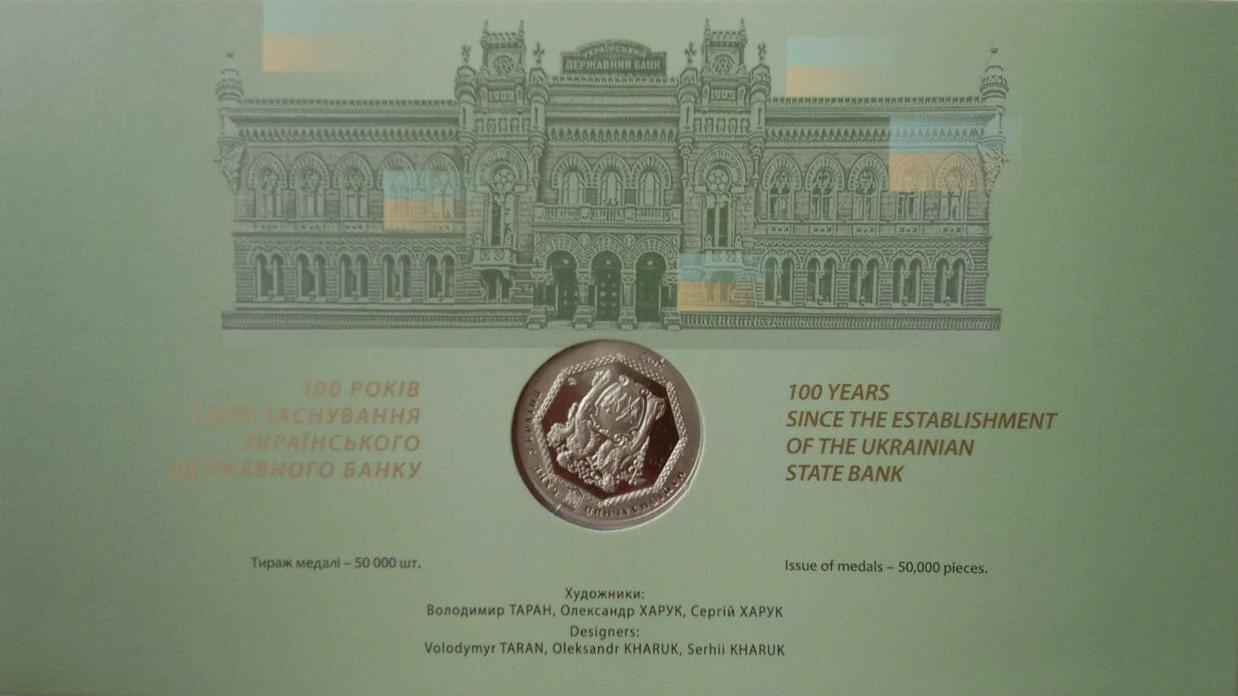 УКРАЇНСЬКИЙ
ДЕРЖАВНИЙ БАНК
100 РОКІВ
З ДНЯ ЗАСНУВАННЯ
УКРАЇНСЬКОГО
ДЕРЖАВНОГО БАНКУ
100 YEARS
SINCE THE ESTABLISHMENT
OF THE UKRAINIAN
STATE BANK
Тираж медалі – 50 000 шт.
Issue of medals – 50,000 pieces.
Художники:
Володимир ТАРАН, Олександр ХАРУК, Сергій ХАРУК
Designers:
Volodymyr TARAN, Oleksandr KHARUK, Serhii KHARUK